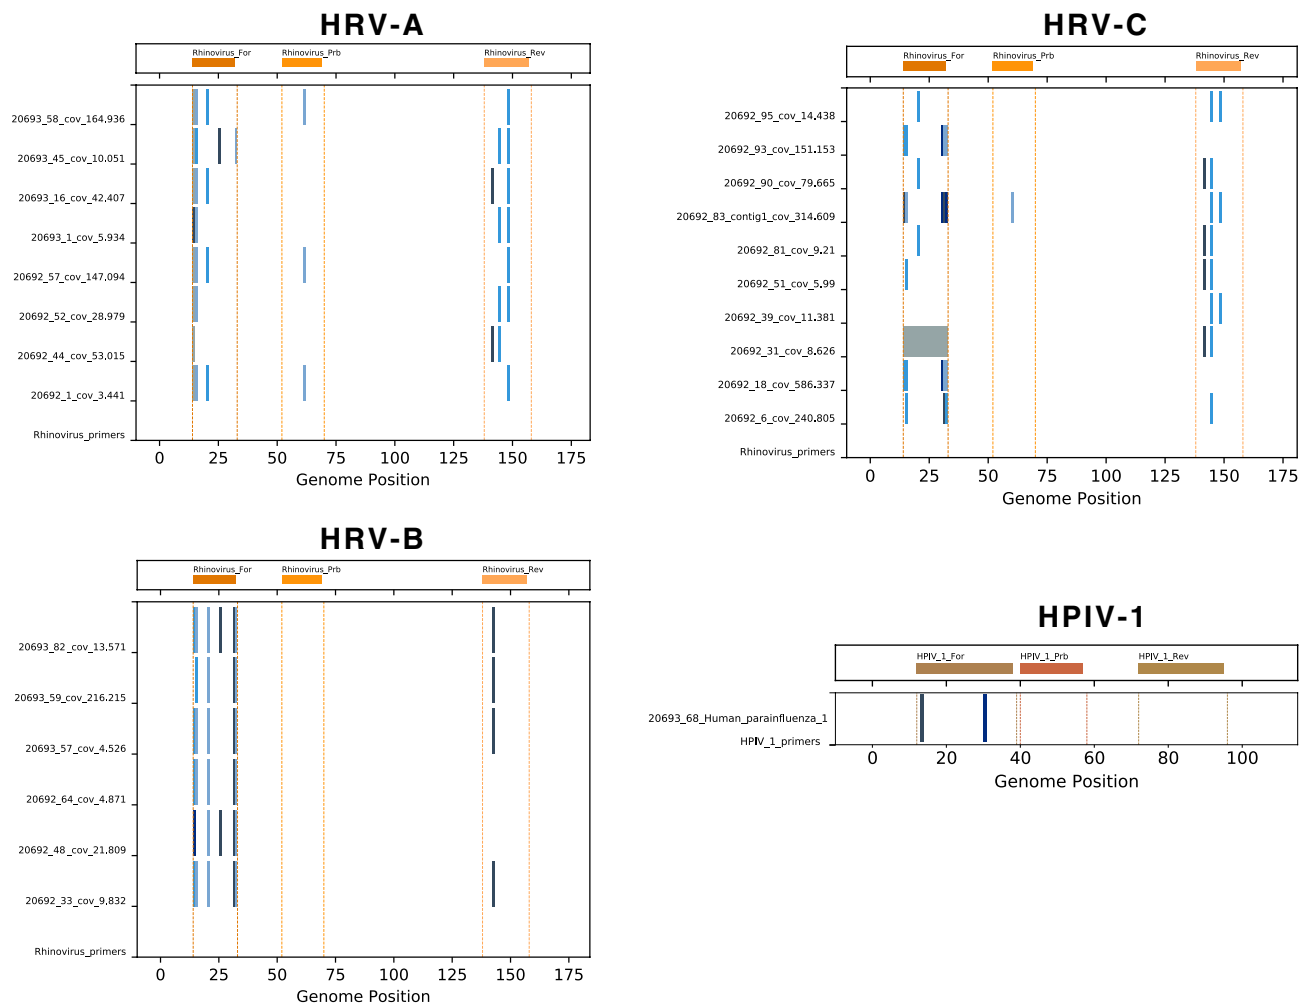 HRV-A
Rhinovirus_For Rhinovirus_Prb Rhinovirus_Rev
20693_58_cov_164.936
20693_45_cov_10.051
20693_16_cov_42.407
20693_1_cov_5.934
20692_57_cov_147.094
20692_52_cov_28.979
20692_44_cov_53.015
20692_1_cov_3.441
Rhinovirus_primers
0 25 50 75 100 125 150 175
Genome Position
HRV-C
Rhinovirus_For Rhinovirus_Prb Rhinovirus_Rev
20692_95_cov_14.438
20692_93_cov_151.153
20692_90_cov_79.665
20692_83_contig1_cov_314.609
20692_81_cov_9.21
20692_51_cov_5.99
20692_39_cov_11.381
20692_31_cov_8.626
20692_18_cov_586.337
20692_6_cov_240.805
Rhinovirus_primers
0 25 50 75 100 125 150 175
Genome Position
HRV-B
Rhinovirus_For Rhinovirus_Prb Rhinovirus_Rev
20693_82_cov_13.571
20693_59_cov_216.215
20693_57_cov_4.526
20692_64_cov_4.871
20692_48_cov_21.809
20692_33_cov_9.832
Rhinovirus_primers
0 25 50 75 100 125 150 175
Genome Position
HPIV-1
HPIV_1_For HPIV_1_Prb HPIV_1_Rev
20693_68_Human_parainfluenza_1
HPIV_1_primers
0 20 40 60 80 100
Genome Position